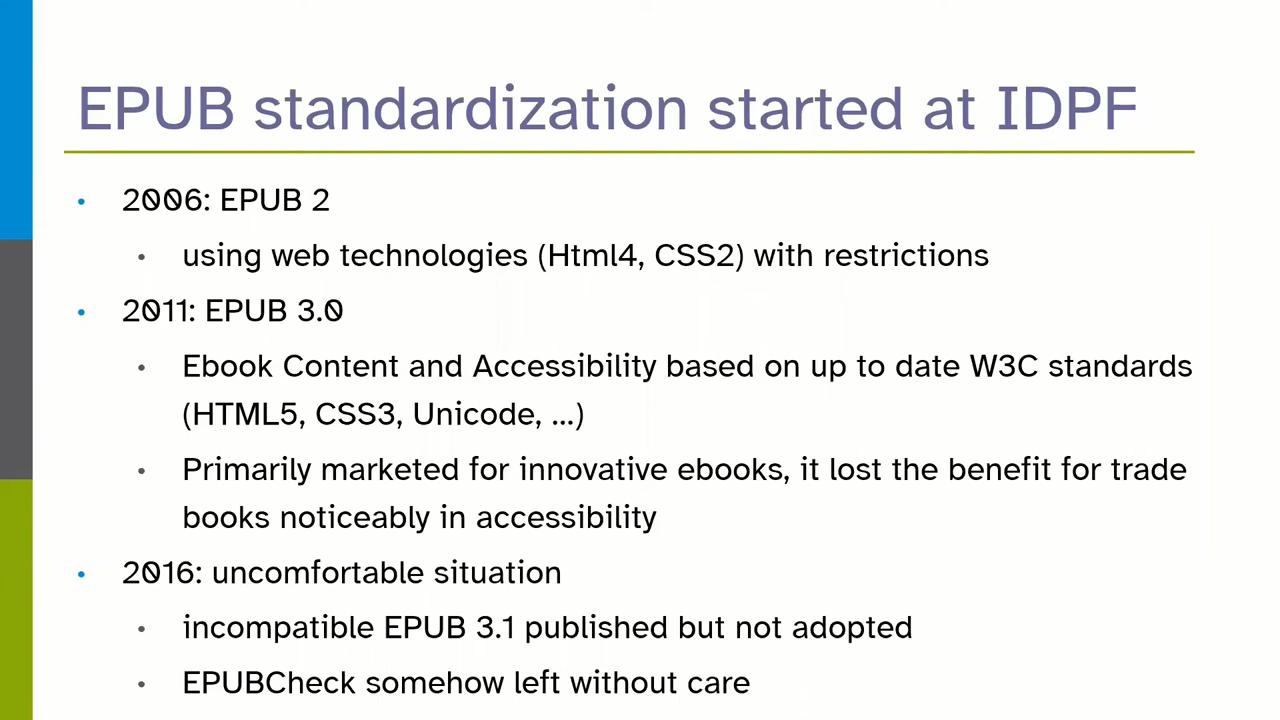 EPUB standardization started at IDPF
• 2006: EPUB 2
• using web technologies (Html4, CSS2) with restrictions
• 2011: EPUB 3.0
• Ebook Content and Accessibility based on up to date W3C standards
(HTML5, CSS3, Unicode, ...)
• Primarily marketed for innovative ebooks, it lost the benefit for trade
books noticeably in accessibility
• 2016: uncomfortable situation
• incompatible EPUB 3.1 published but not adopted
• EPUBCheck somehow left without care